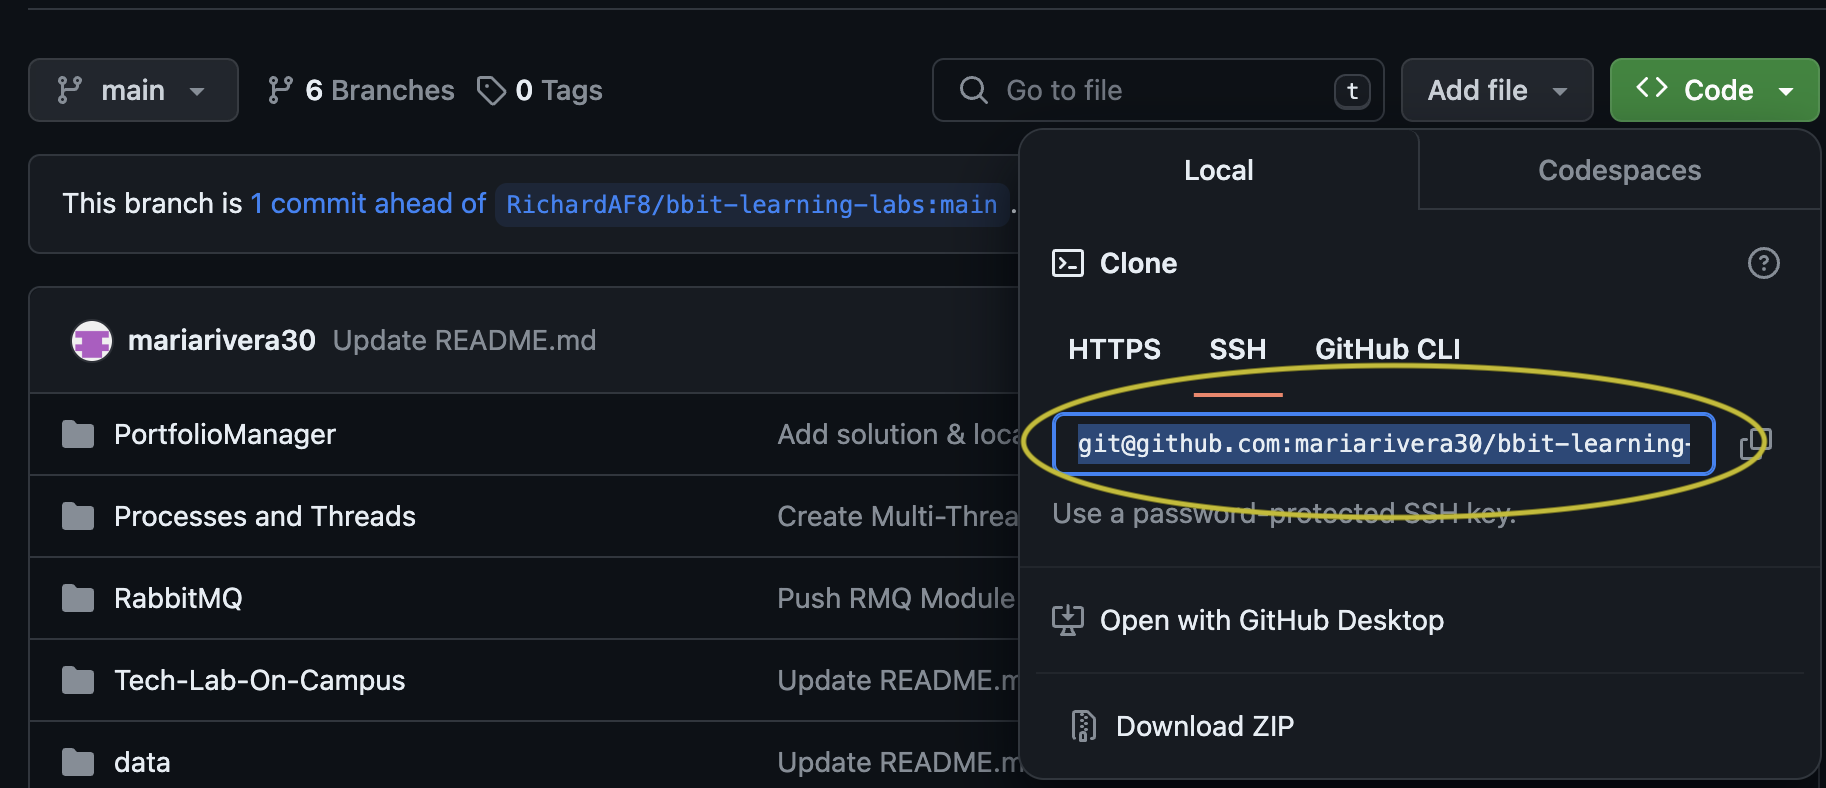 main
6 Branches
0 Tags
Go to file
t
Add file
Code
This branch is 1 commit ahead of RichardAF8/bbit-learning-labs:main .
mariarivera30 Update README.md
PortfolioManager Add solution & loca
Processes and Threads Create Multi-Threa
RabbitMQ Push RMQ Module
Tech-Lab-On-Campus Update README.m
data Update README.m
Local
Codespaces
Clone
?
HTTPS
SSH
GitHub CLI
git@github.com:mariarivera30/bbit-learning-
Use a password-protected SSH key.
Open with GitHub Desktop
Download ZIP